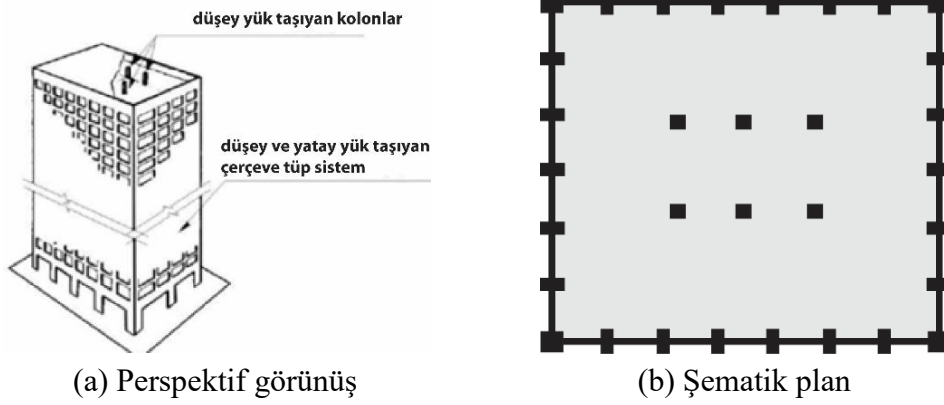 düşey yük taşıyan kolonlar
düşey ve yatay yük taşıyan
çerçeve tüp sistem
(a) Perspektif görünüş
(b) Şematik plan